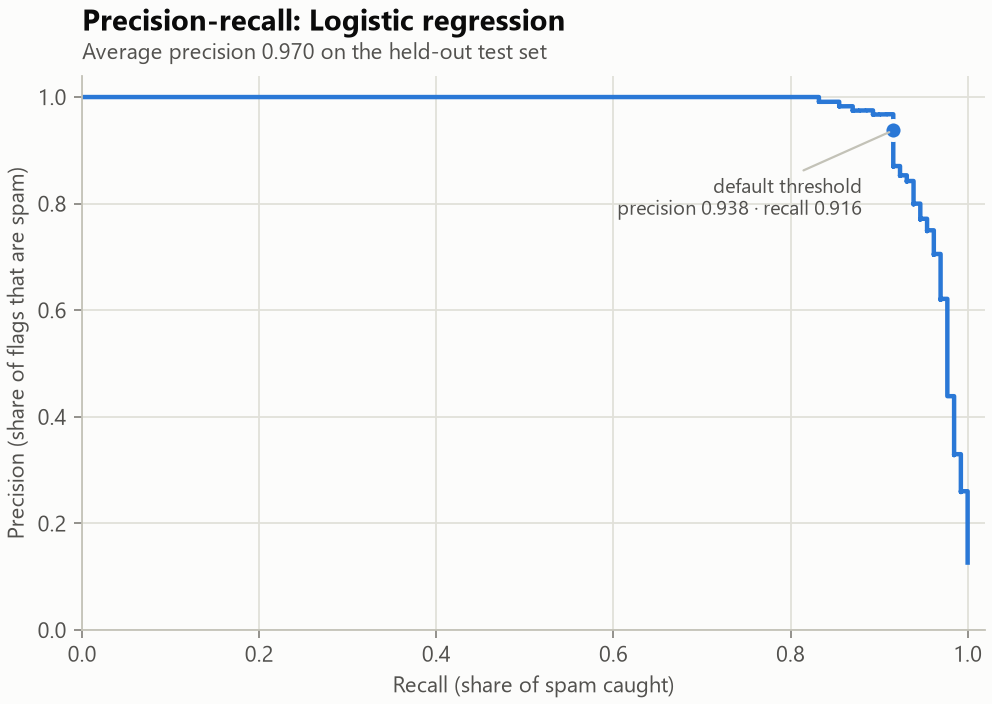 Precision-recall: Logistic regression
Average precision 0.970 on the held-out test set
Precision (share of flags that are spam)
1.0
0.8
0.6
0.4
0.2
0.0
default threshold
precision 0.938 · recall 0.916
0.0 0.2 0.4 0.6 0.8 1.0
Recall (share of spam caught)